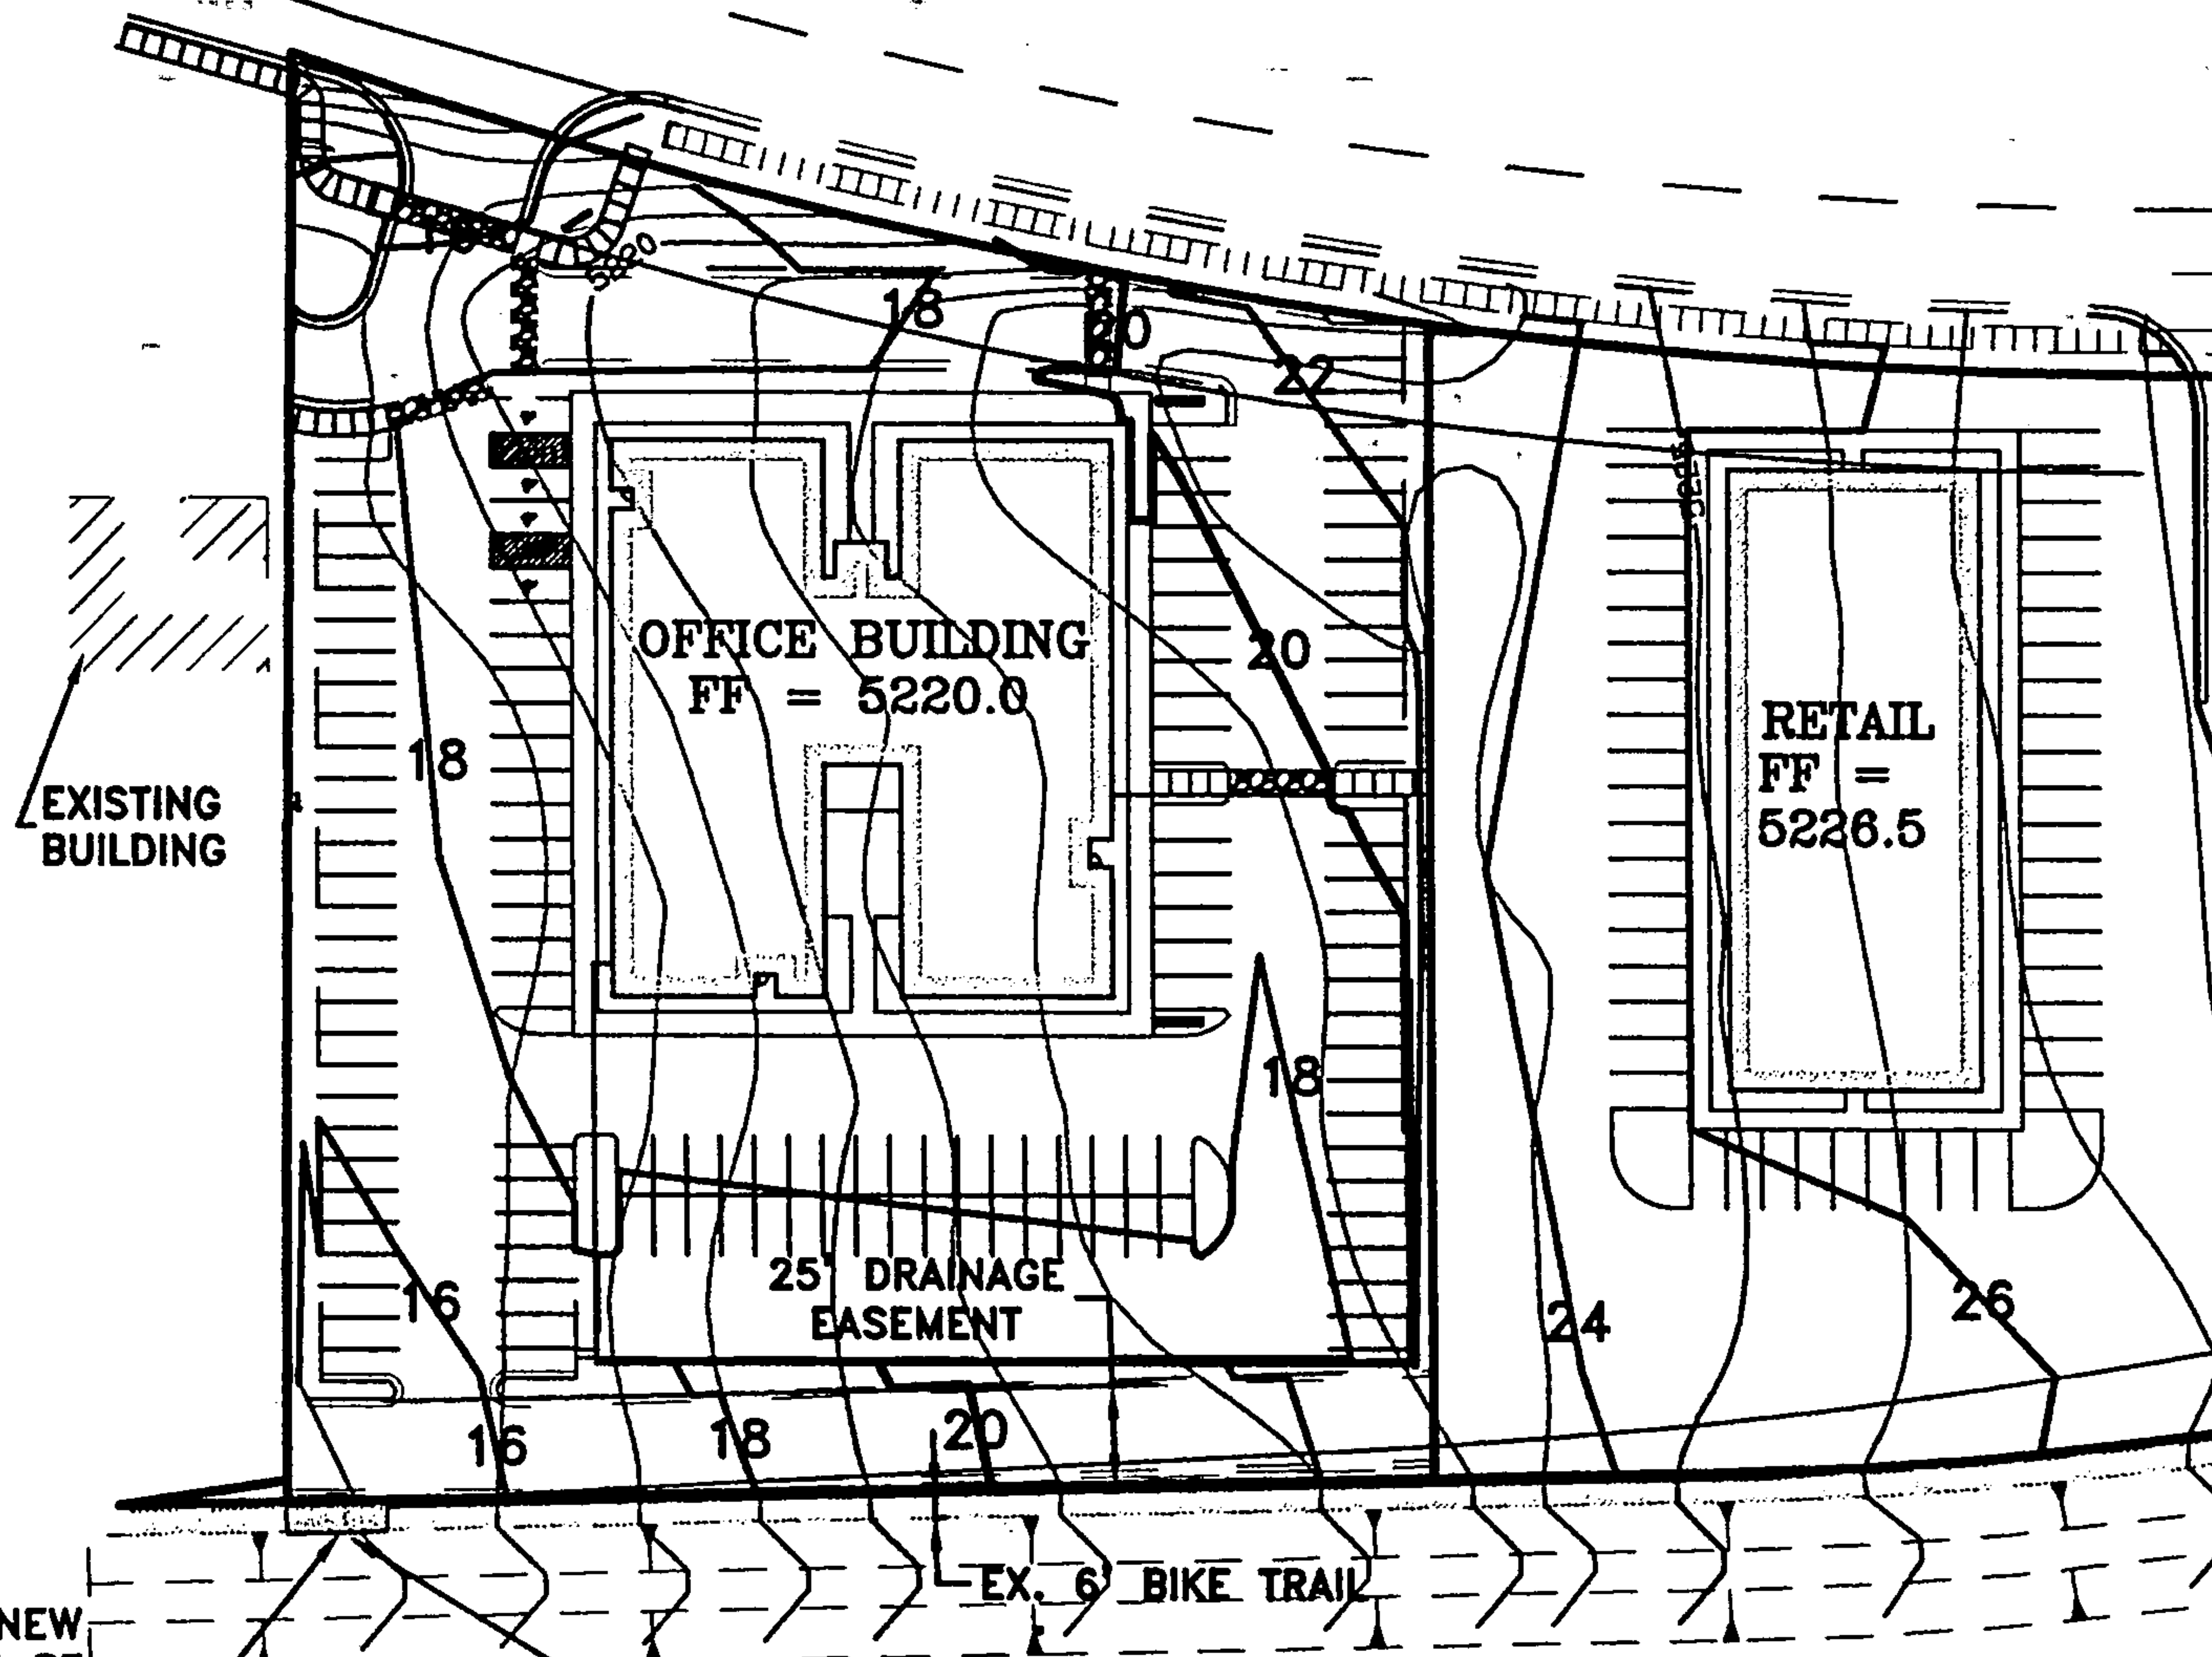 18
20
22
OFFICE BUILDING
FF = 5220.0
20
RETAIL
FF =
5226.5
18
EXISTING
BUILDING
18
16
25' DRAINAGE
EASEMENT
24
26
16
18
20
EX. 6' BIKE TRAIL
NEW